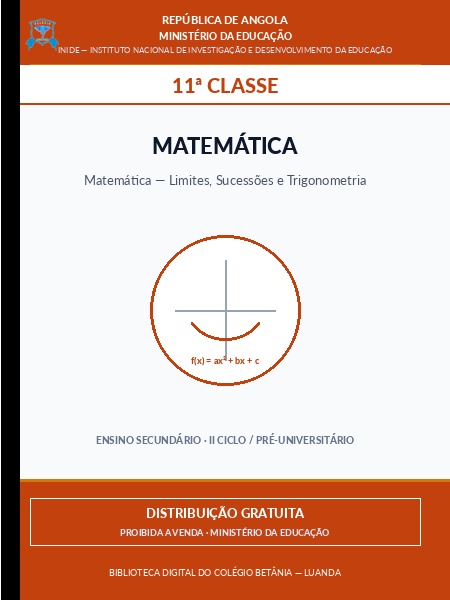 REPÚBLICA DE ANGOLA
MINISTÉRIO DA EDUCAÇÃO
INIDE — INSTITUTO NACIONAL DE INVESTIGAÇÃO E DESENVOLVIMENTO DA EDUCAÇÃO
11ª CLASSE
MATEMÁTICA
Matemática — Limites, Sucessões e Trigonometria
f(x) = ax² + bx + c
ENSINO SECUNDÁRIO · II CICLO / PRÉ-UNIVERSITÁRIO
DISTRIBUIÇÃO GRATUITA
PROIBIDA A VENDA · MINISTÉRIO DA EDUCAÇÃO
BIBLIOTECA DIGITAL DO COLÉGIO BETÂNIA — LUANDA